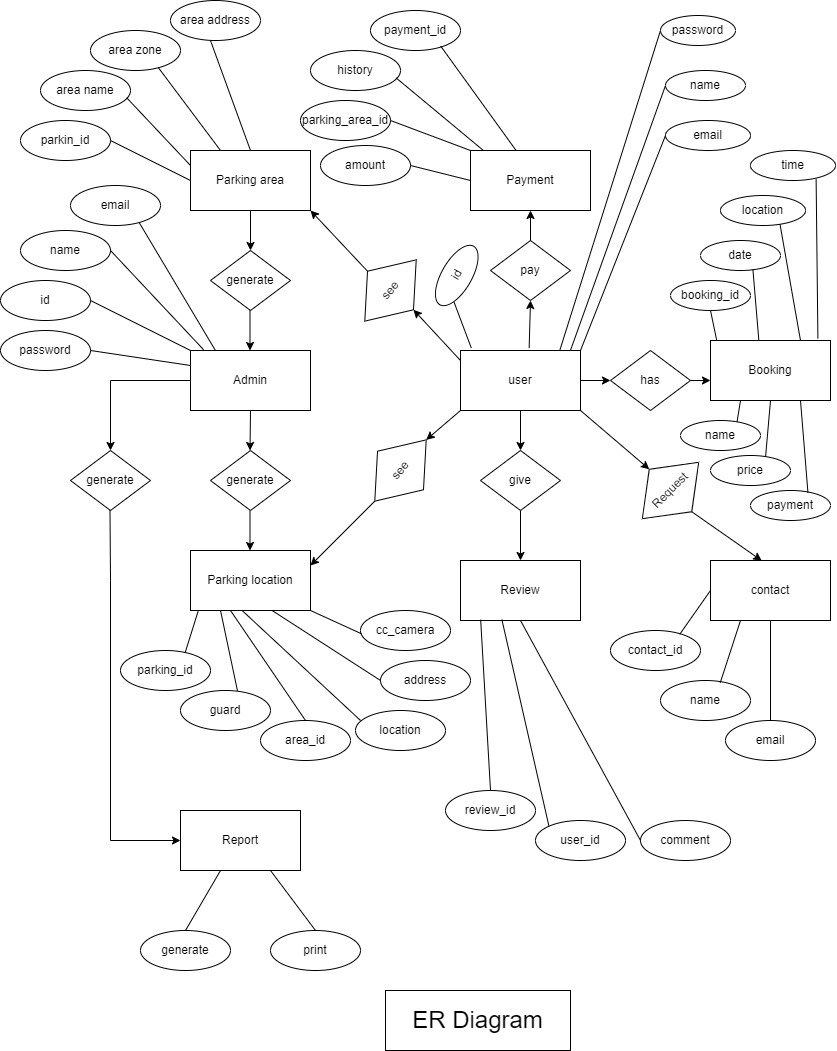 area address
password
payment_id
area zone
history
name
area name
parking_area_id
email
parkin_id
amount
time
Parking area
Payment
email
location
name
date
generate
see
id
pay
booking_id
id
password
Admin
user
has
Booking
name
generate
generate
see
give
Request
price
payment
Parking location
Review
contact
cc_camera
contact_id
parking_id
address
guard
name
area_id
location
email
review_id
Report
user_id
comment
generate
print
ER Diagram